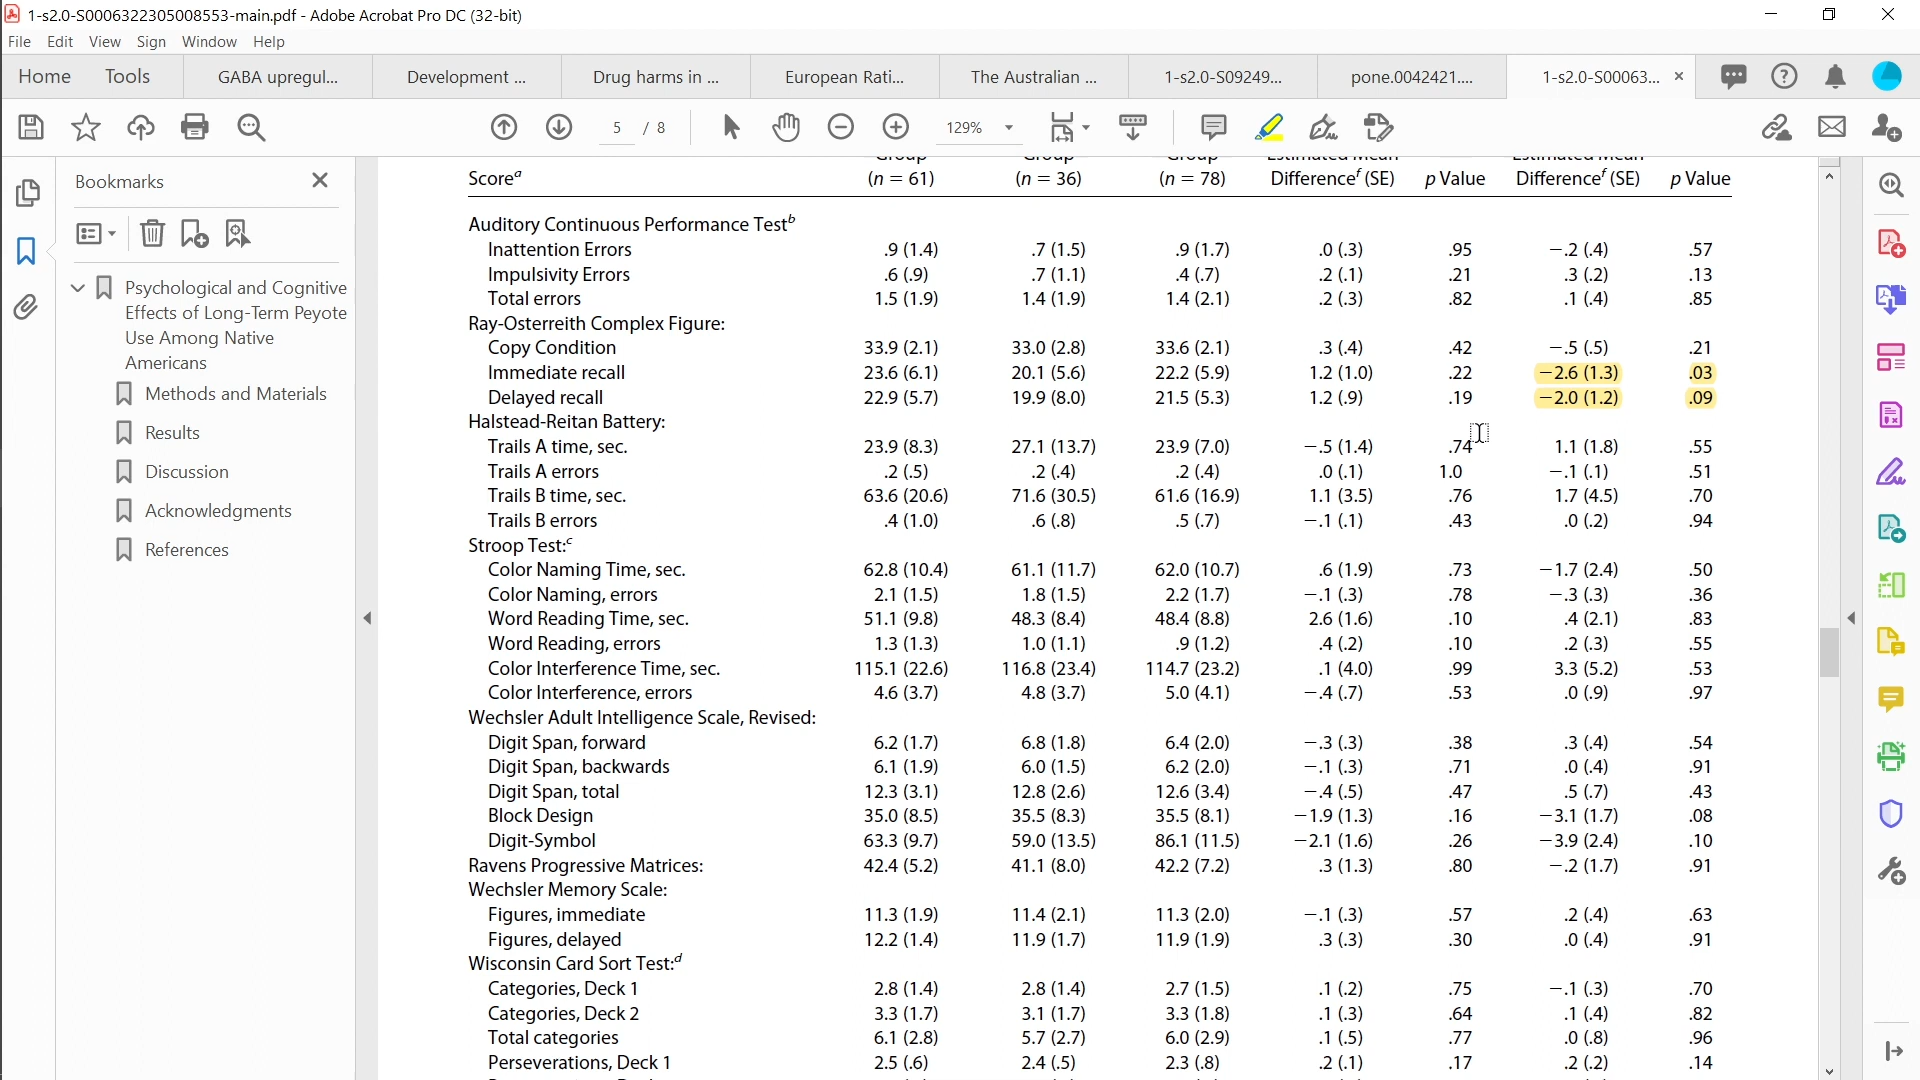 1-s2.0-S0006322305008553-main.pdf - Adobe Acrobat Pro DC (32-bit)
File Edit View Sign Window Help
Home Tools GABA upregul... Development ... Drug harms in ... European Rati... The Australian ... 1-s2.0-S09249... pone.0042421.... 1-s2.0-S00063...
5 / 8 129%
Bookmarks
Psychological and Cognitive
Effects of Long-Term Peyote
Use Among Native
Americans
Methods and Materials
Results
Discussion
Acknowledgments
References
Group Group Group Estimated Mean Estimated Mean
Scoreᵃ (n = 61) (n = 36) (n = 78) Differenceᶠ (SE) p Value Differenceᶠ (SE) p Value
Auditory Continuous Performance Testᵇ
Inattention Errors .9 (1.4) .7 (1.5) .9 (1.7) .0 (.3) .95 −.2 (.4) .57
Impulsivity Errors .6 (.9) .7 (1.1) .4 (.7) .2 (.1) .21 .3 (.2) .13
Total errors 1.5 (1.9) 1.4 (1.9) 1.4 (2.1) .2 (.3) .82 .1 (.4) .85
Ray-Osterreith Complex Figure:
Copy Condition 33.9 (2.1) 33.0 (2.8) 33.6 (2.1) .3 (.4) .42 −.5 (.5) .21
Immediate recall 23.6 (6.1) 20.1 (5.6) 22.2 (5.9) 1.2 (1.0) .22 −2.6 (1.3) .03
Delayed recall 22.9 (5.7) 19.9 (8.0) 21.5 (5.3) 1.2 (.9) .19 −2.0 (1.2) .09
Halstead-Reitan Battery:
Trails A time, sec. 23.9 (8.3) 27.1 (13.7) 23.9 (7.0) −.5 (1.4) .74 1.1 (1.8) .55
Trails A errors .2 (.5) .2 (.4) .2 (.4) .0 (.1) 1.0 −.1 (.1) .51
Trails B time, sec. 63.6 (20.6) 71.6 (30.5) 61.6 (16.9) 1.1 (3.5) .76 1.7 (4.5) .70
Trails B errors .4 (1.0) .6 (.8) .5 (.7) −.1 (.1) .43 .0 (.2) .94
Stroop Test:ᶜ
Color Naming Time, sec. 62.8 (10.4) 61.1 (11.7) 62.0 (10.7) .6 (1.9) .73 −1.7 (2.4) .50
Color Naming, errors 2.1 (1.5) 1.8 (1.5) 2.2 (1.7) −.1 (.3) .78 −.3 (.3) .36
Word Reading Time, sec. 51.1 (9.8) 48.3 (8.4) 48.4 (8.8) 2.6 (1.6) .10 .4 (2.1) .83
Word Reading, errors 1.3 (1.3) 1.0 (1.1) .9 (1.2) .4 (.2) .10 .2 (.3) .55
Color Interference Time, sec. 115.1 (22.6) 116.8 (23.4) 114.7 (23.2) .1 (4.0) .99 3.3 (5.2) .53
Color Interference, errors 4.6 (3.7) 4.8 (3.7) 5.0 (4.1) −.4 (.7) .53 .0 (.9) .97
Wechsler Adult Intelligence Scale, Revised:
Digit Span, forward 6.2 (1.7) 6.8 (1.8) 6.4 (2.0) −.3 (.3) .38 .3 (.4) .54
Digit Span, backwards 6.1 (1.9) 6.0 (1.5) 6.2 (2.0) −.1 (.3) .71 .0 (.4) .91
Digit Span, total 12.3 (3.1) 12.8 (2.6) 12.6 (3.4) −.4 (.5) .47 .5 (.7) .43
Block Design 35.0 (8.5) 35.5 (8.3) 35.5 (8.1) −1.9 (1.3) .16 −3.1 (1.7) .08
Digit-Symbol 63.3 (9.7) 59.0 (13.5) 86.1 (11.5) −2.1 (1.6) .26 −3.9 (2.4) .10
Ravens Progressive Matrices: 42.4 (5.2) 41.1 (8.0) 42.2 (7.2) .3 (1.3) .80 −.2 (1.7) .91
Wechsler Memory Scale:
Figures, immediate 11.3 (1.9) 11.4 (2.1) 11.3 (2.0) −.1 (.3) .57 .2 (.4) .63
Figures, delayed 12.2 (1.4) 11.9 (1.7) 11.9 (1.9) .3 (.3) .30 .0 (.4) .91
Wisconsin Card Sort Test:ᵈ
Categories, Deck 1 2.8 (1.4) 2.8 (1.4) 2.7 (1.5) .1 (.2) .75 −.1 (.3) .70
Categories, Deck 2 3.3 (1.7) 3.1 (1.7) 3.3 (1.8) .1 (.3) .64 .1 (.4) .82
Total categories 6.1 (2.8) 5.7 (2.7) 6.0 (2.9) .1 (.5) .77 .0 (.8) .96
Perseverations, Deck 1 2.5 (.6) 2.4 (.5) 2.3 (.8) .2 (.1) .17 .2 (.2) .14